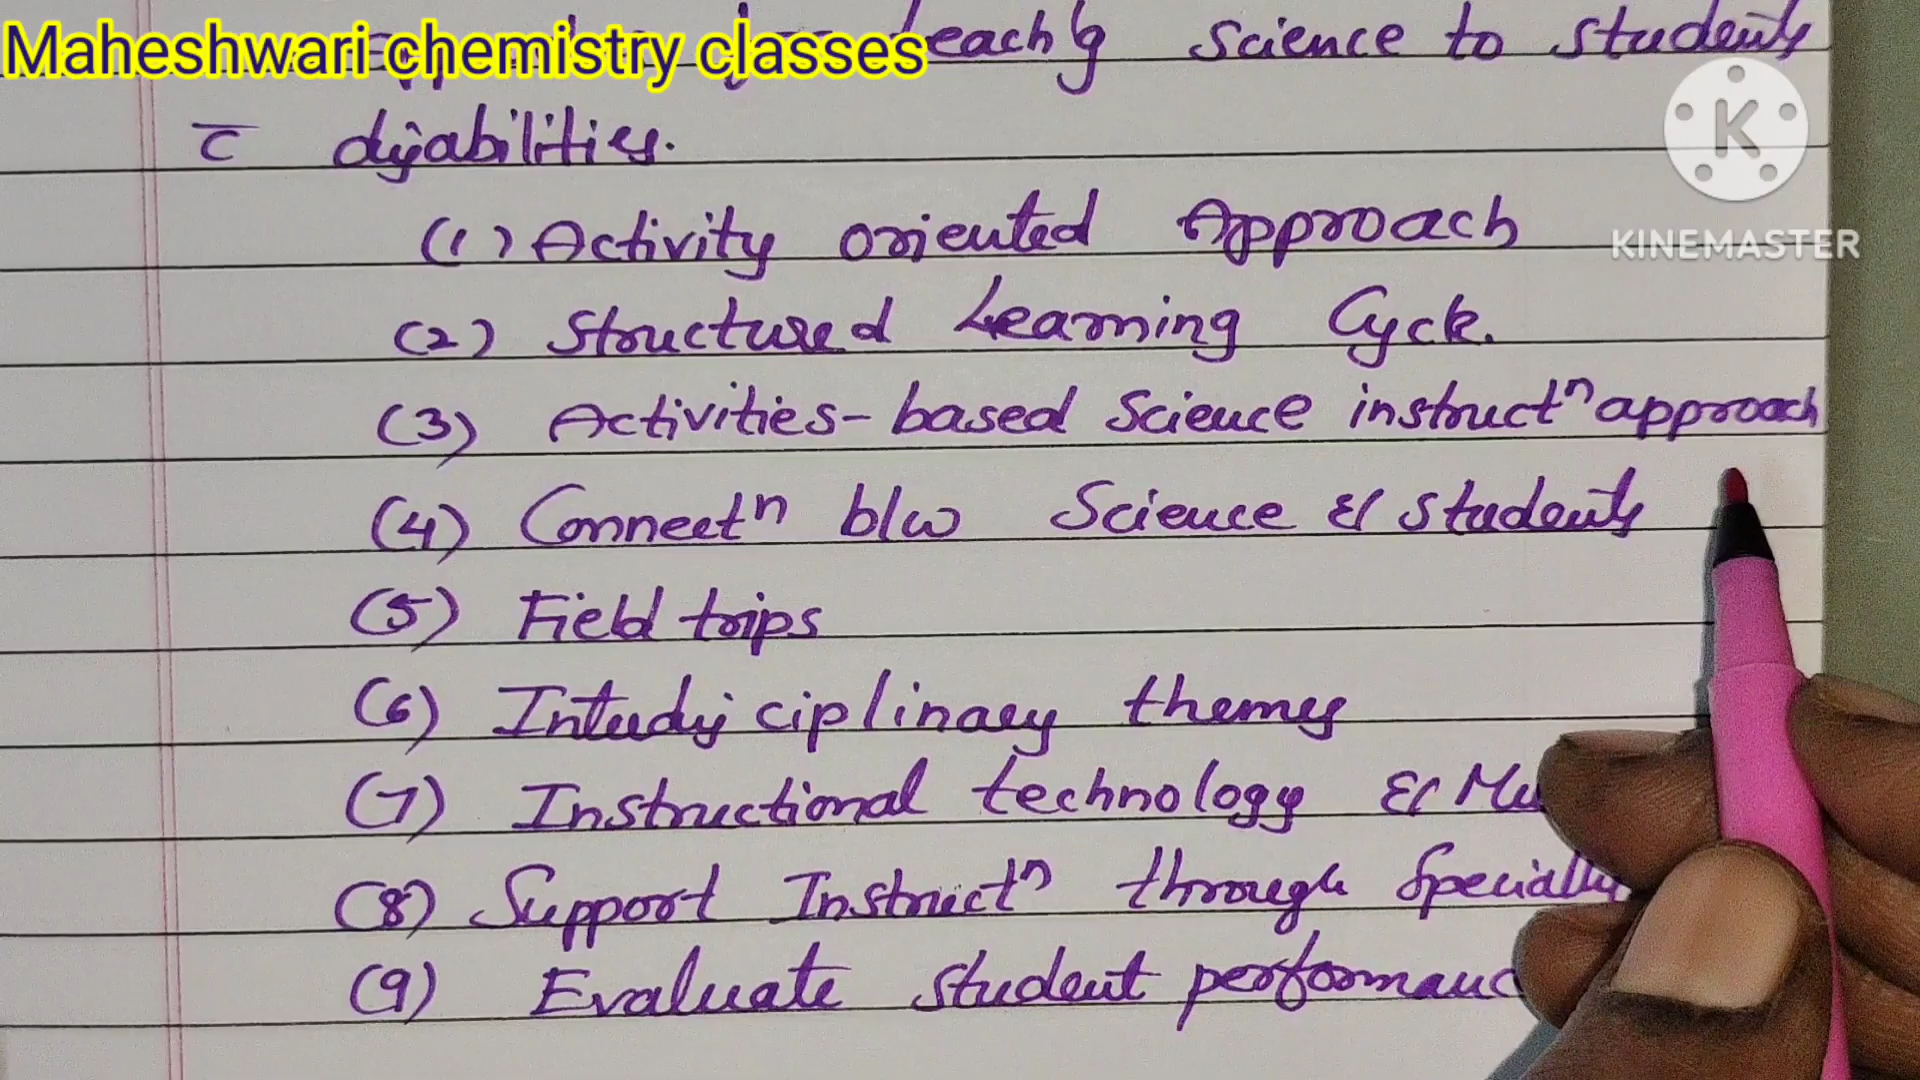 Maheshwari chemistry classes
teach'g science to students
c̄ disabilities.
(1) Activity oriented Approach
(2) Structured Learning Cycle.
(3) Activities-based Science instructⁿ approach
(4) Connectⁿ b/w Science & students
(5) Field trips
(6) Interdisciplinary themes
(7) Instructional technology &
(8) Support Instructⁿ through Specially
(9) Evaluate student
KINEMASTER